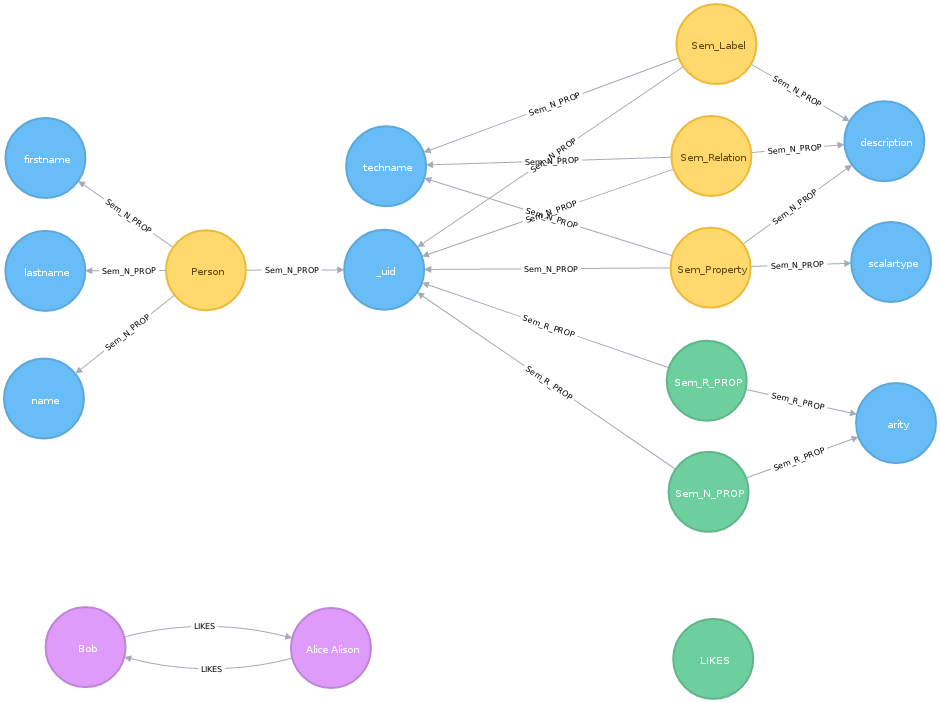 Sem_Label
Sem_N_PROP
Sem_N_PROP
firstname
techname
Sem_N_PROP
Sem_N_PROP
Sem_Relation
Sem_N_PROP
description
Sem_N_PROP
Sem_N_PROP
Sem_N_PROP
Sem_N_PROP
lastname
Sem_N_PROP
Person
Sem_N_PROP
_uid
Sem_N_PROP
Sem_Property
Sem_N_PROP
scalartype
Sem_N_PROP
Sem_R_PROP
name
Sem_R_PROP
Sem_R_PROP
Sem_R_PROP
arity
Sem_R_PROP
Sem_N_PROP
LIKES
Bob
Alice Alison
LIKES
LIKES